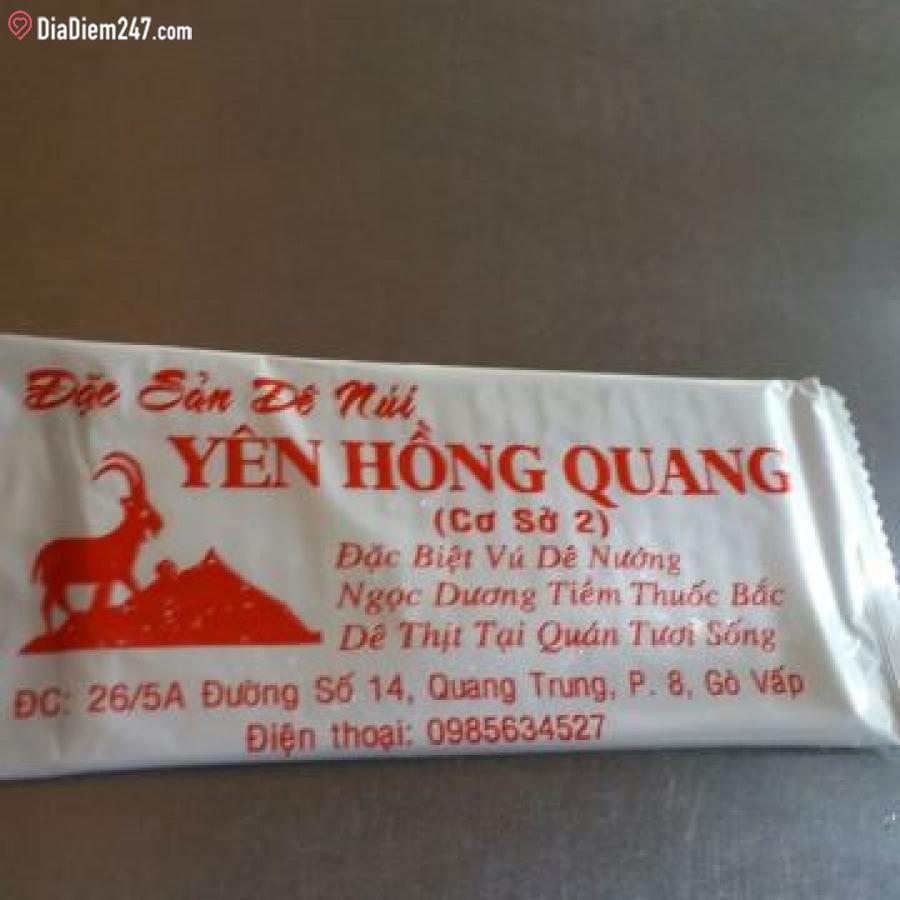 DiaDiem247.com
Đặc Sản Dê Núi
YÊN HỒNG QUANG
(Cơ Sở 2)
Đặc Biệt Vú Dê Nướng
Ngọc Dương Tiềm Thuốc Bắc
Dê Thịt Tại Quán Tươi Sống
ĐC: 26/5A Đường Số 14, Quang Trung, P. 8, Gò Vấp
Điện thoại: 0985634527